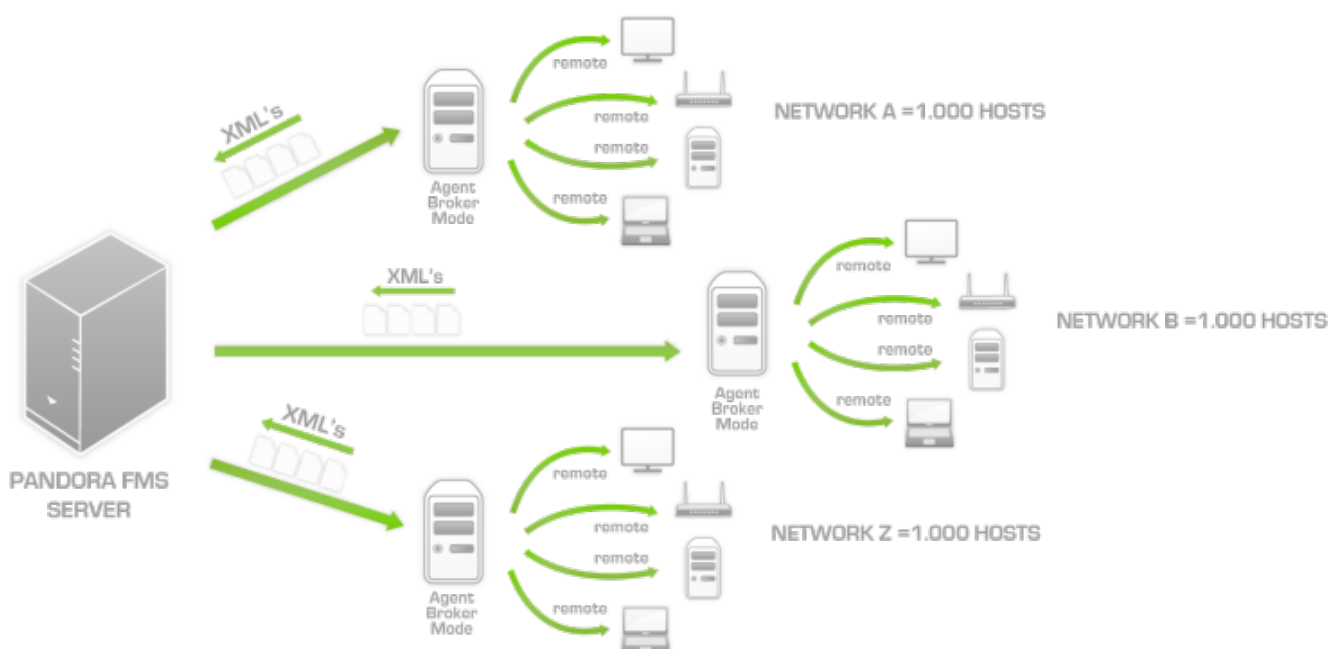 remote
XML's
remote
NETWORK A =1.000 HOSTS
remote
Agent
Broker
Mode
remote
remote
XML's
remote
NETWORK B =1.000 HOSTS
remote
Agent
Broker
Mode
remote
XML's
remote
PANDORA FMS
SERVER
remote
NETWORK Z =1.000 HOSTS
remote
Agent
Broker
Mode
remote